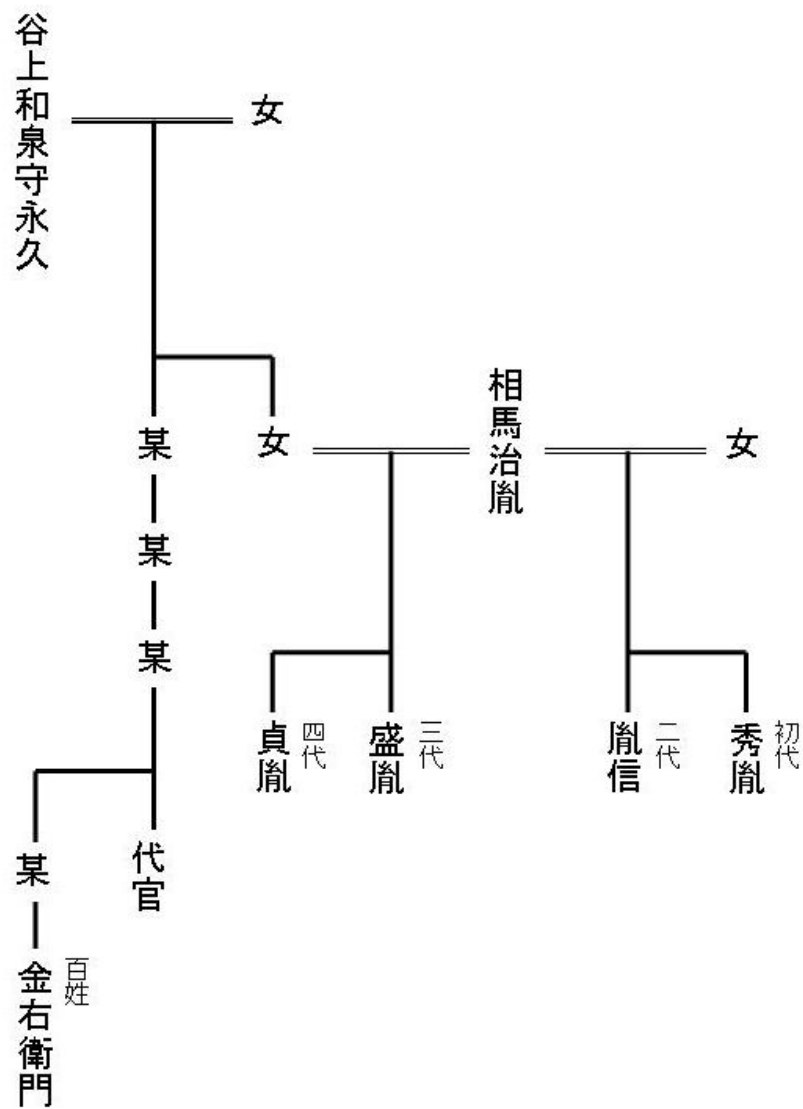 女
谷上和泉守永久
女
相馬治胤
女
某
某
某
初代
秀胤
二代
胤信
三代
盛胤
四代
貞胤
代官
某
百姓
金右衛門